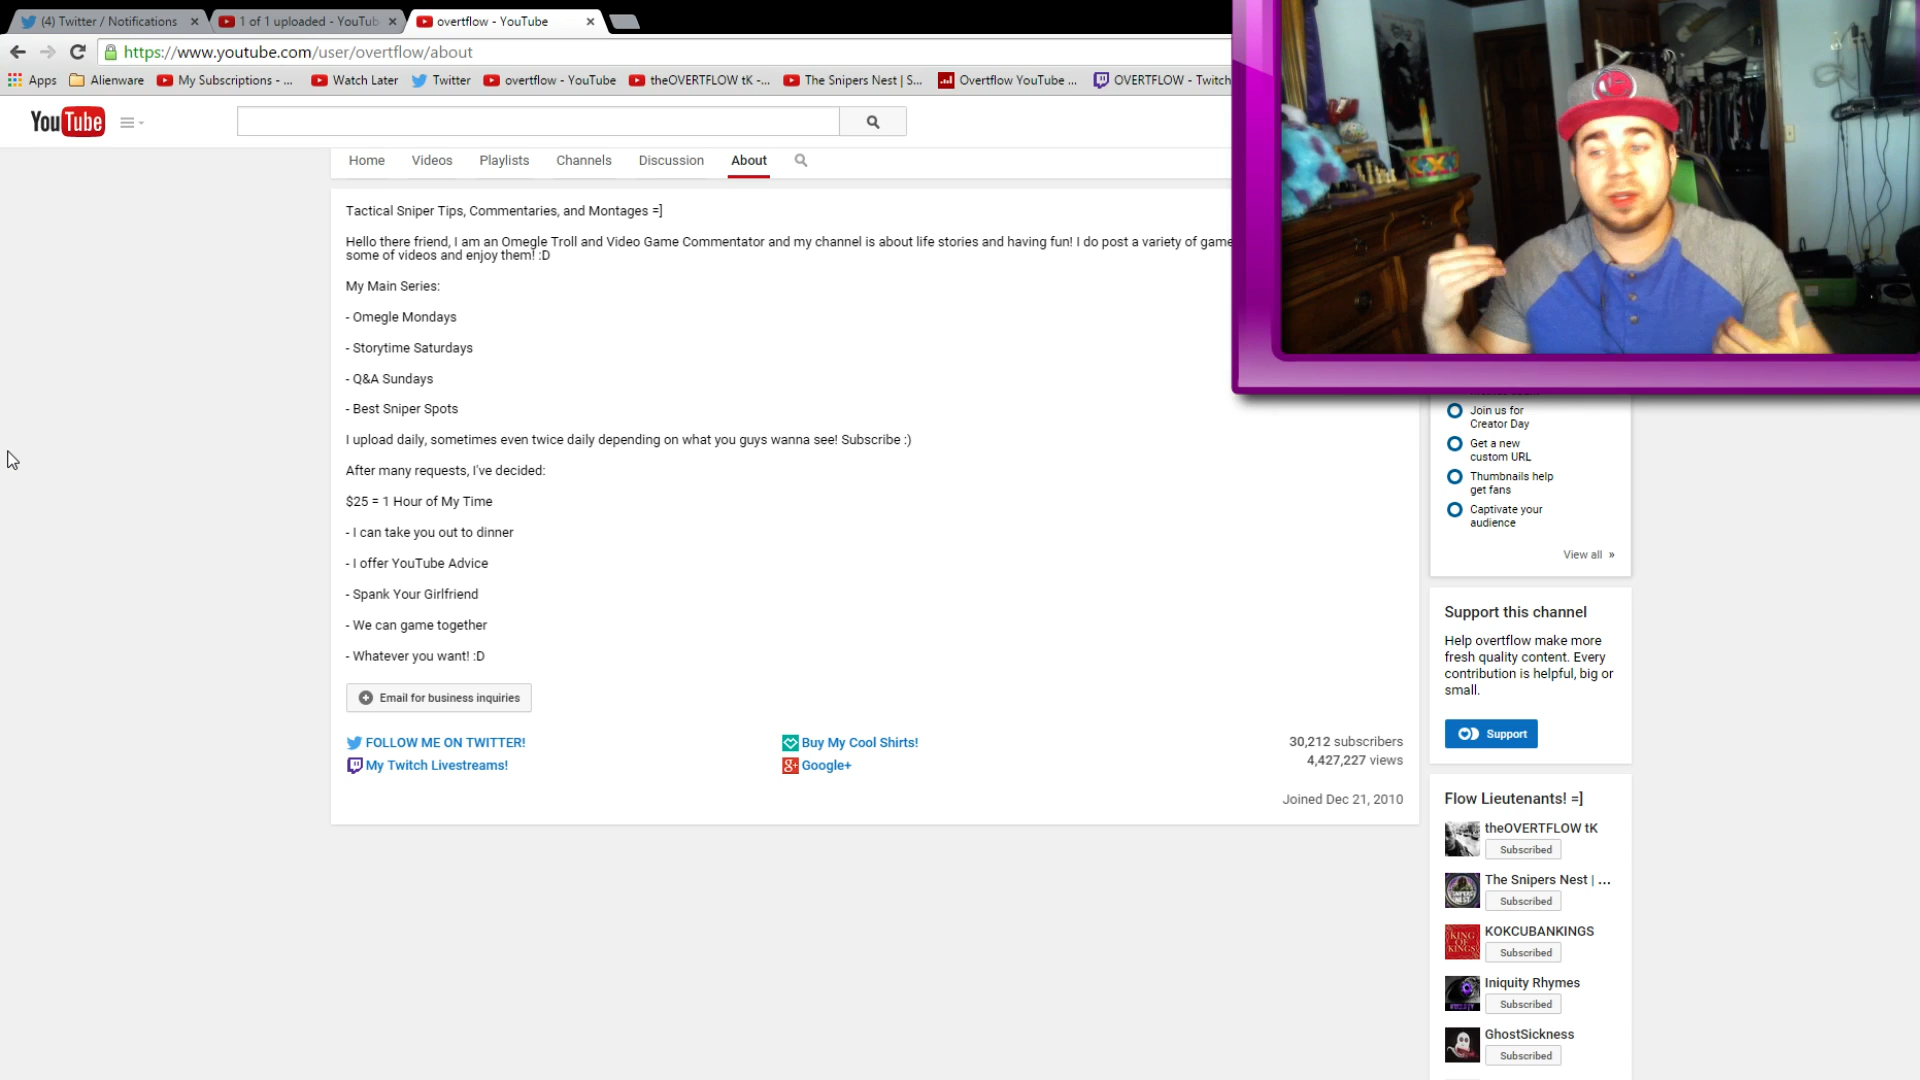 (4) Twitter / Notifications
1 of 1 uploaded - YouTub
overtflow - YouTube
https://www.youtube.com/user/overtflow/about
Apps
Alienware
My Subscriptions - ...
Watch Later
Twitter
overtflow - YouTube
theOVERTFLOW tK -...
The Snipers Nest | S...
Overtflow YouTube ...
OVERTFLOW - Twitch
YouTube
Home
Videos
Playlists
Channels
Discussion
About
Tactical Sniper Tips, Commentaries, and Montages =]
Hello there friend, I am an Omegle Troll and Video Game Commentator and my channel is about life stories and having fun! I do post a variety of game
some of videos and enjoy them! :D
My Main Series:
- Omegle Mondays
- Storytime Saturdays
- Q&A Sundays
- Best Sniper Spots
I upload daily, sometimes even twice daily depending on what you guys wanna see! Subscribe :)
After many requests, I've decided:
$25 = 1 Hour of My Time
- I can take you out to dinner
- I offer YouTube Advice
- Spank Your Girlfriend
- We can game together
- Whatever you want! :D
Email for business inquiries
FOLLOW ME ON TWITTER!
Buy My Cool Shirts!
30,212 subscribers
My Twitch Livestreams!
Google+
4,427,227 views
Joined Dec 21, 2010
Join us for
Creator Day
Get a new
custom URL
Thumbnails help
get fans
Captivate your
audience
View all »
Support this channel
Help overtflow make more
fresh quality content. Every
contribution is helpful, big or
small.
Support
Flow Lieutenants! =]
theOVERTFLOW tK
Subscribed
The Snipers Nest | ...
Subscribed
KING OF KINGS
KOKCUBANKINGS
Subscribed
Iniquity Rhymes
Subscribed
GhostSickness
Subscribed